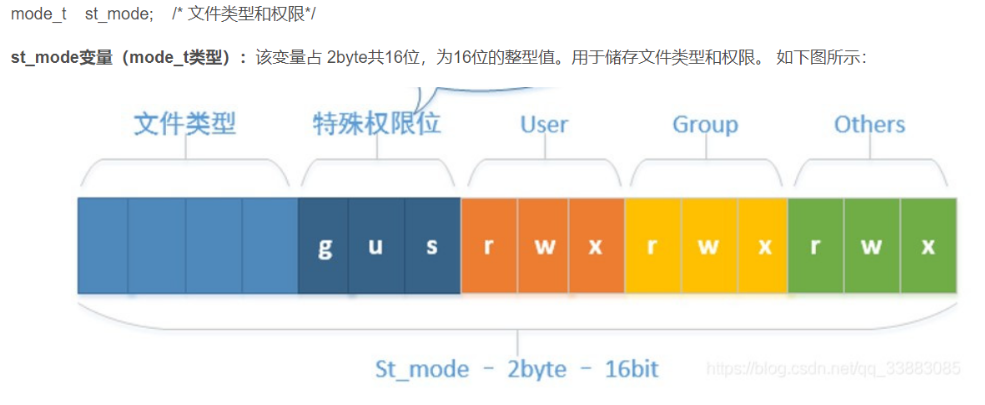 mode_t st_mode; /* 文件类型和权限*/
st_mode变量（mode_t类型）：该变量占 2byte共16位，为16位的整型值。用于储存文件类型和权限。 如下图所示：
文件类型 特殊权限位 User Group Others
g u s r w x r w x r w x
St_mode - 2byte - 16bit
https://blog.csdn.net/qq_33883085